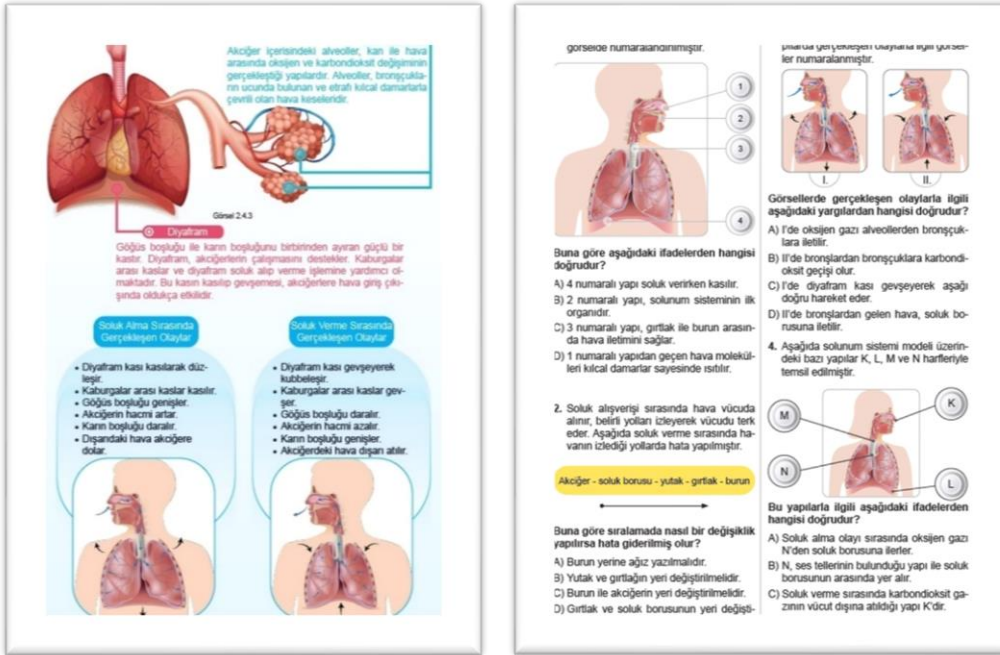 Akciğer içerisindeki alveoller, kan ile hava
arasında oksijen ve karbondioksit değişiminin
gerçekleştiği yapılardır. Alveoller, bronşçukla-
rın ucunda bulunan ve etrafı kılcal damarlarla
çevrili olan hava keseleridir.
Görsel 2.4.3
Diyafram
Göğüs boşluğu ile karın boşluğunu birbirinden ayıran güçlü bir
kastır. Diyafram, akciğerlerin çalışmasını destekler. Kaburgalar
arası kaslar ve diyafram soluk alıp verme işlemine yardımcı ol-
maktadır. Bu kasın kasılıp gevşemesi, akciğerlere hava giriş çıkı-
şında oldukça etkilidir.
Soluk Alma Sırasında
Gerçekleşen Olaylar
• Diyafram kası kasılarak düz-
leşir.
• Kaburgalar arası kaslar kasılır.
• Göğüs boşluğu genişler.
• Akciğerin hacmi artar.
• Karın boşluğu daralır.
• Dışarıdaki hava akciğere
dolar.
Soluk Verme Sırasında
Gerçekleşen Olaylar
• Diyafram kası gevşeyerek
kubbeleşir.
• Kaburgalar arası kaslar gev-
şer.
• Göğüs boşluğu daralır.
• Akciğerin hacmi azalır.
• Karın boşluğu genişler.
• Akciğerdeki hava dışarı atılır.
görselde numaralandırılmıştır.
1
2
3
4
Buna göre aşağıdaki ifadelerden hangisi
doğrudur?
A) 4 numaralı yapı soluk verirken kasılır.
B) 2 numaralı yapı, solunum sisteminin ilk
organıdır.
C) 3 numaralı yapı, gırtlak ile burun arasın-
da hava iletimini sağlar.
D) 1 numaralı yapıdan geçen hava molekül-
leri kılcal damarlar sayesinde ısıtılır.
2. Soluk alışverişi sırasında hava vücuda
alınır, belirli yolları izleyerek vücudu terk
eder. Aşağıda soluk verme sırasında ha-
vanın izlediği yollarda hata yapılmıştır.
Akciğer - soluk borusu - yutak - gırtlak - burun
Buna göre sıralamada nasıl bir değişiklik
yapılırsa hata giderilmiş olur?
A) Burun yerine ağız yazılmalıdır.
B) Yutak ve gırtlağın yeri değiştirilmelidir.
C) Burun ile akciğerin yeri değiştirilmelidir.
D) Gırtlak ve soluk borusunun yeri değişti-
pılarda gerçekleşen olaylarla ilgili görsel-
ler numaralanmıştır.
I.
II.
Görsellerde gerçekleşen olaylarla ilgili
aşağıdaki yargılardan hangisi doğrudur?
A) I'de oksijen gazı alveollerden bronşçuk-
lara iletilir.
B) II'de bronşlardan bronşçuklara karbondi-
oksit geçişi olur.
C) I'de diyafram kası gevşeyerek aşağı
doğru hareket eder.
D) II'de bronşlardan gelen hava, soluk bo-
rusuna iletilir.
4. Aşağıda solunum sistemi modeli üzerin-
deki bazı yapılar K, L, M ve N harfleriyle
temsil edilmiştir.
M
K
N
L
Bu yapılarla ilgili aşağıdaki ifadelerden
hangisi doğrudur?
A) Soluk alma olayı sırasında oksijen gazı
N'den soluk borusuna ilerler.
B) N, ses tellerinin bulunduğu yapı ile soluk
borusunun arasında yer alır.
C) Soluk verme sırasında karbondioksit ga-
zının vücut dışına atıldığı yapı K'dir.